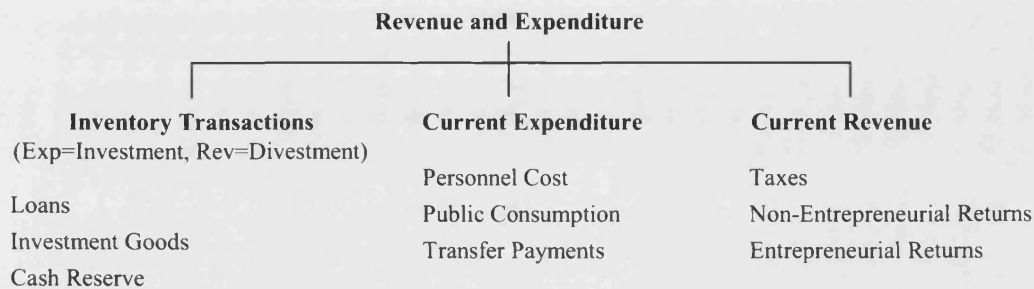 Revenue and Expenditure
Inventory Transactions
(Exp=Investment, Rev=Divestment)
Loans
Investment Goods
Cash Reserve
Current Expenditure
Personnel Cost
Public Consumption
Transfer Payments
Current Revenue
Taxes
Non-Entrepreneurial Returns
Entrepreneurial Returns